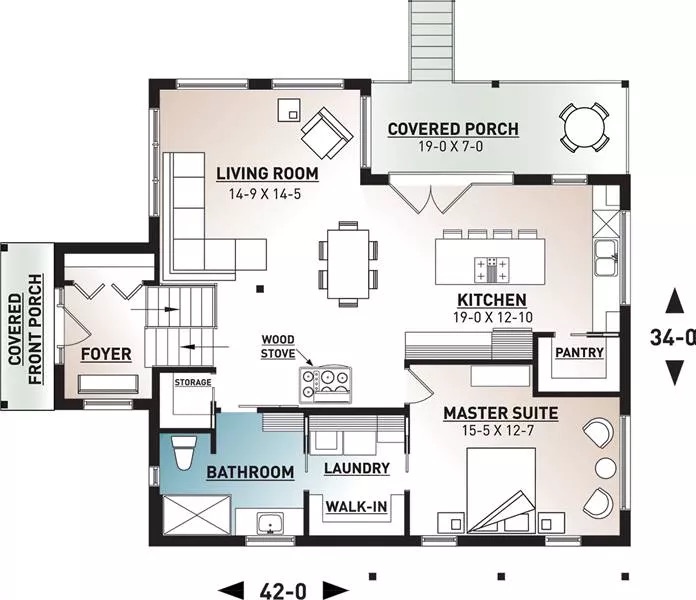 COVERED PORCH
19-0 X 7-0
LIVING ROOM
14-9 X 14-5
COVERED
FRONT PORCH
KITCHEN
19-0 X 12-10
34-0
FOYER
WOOD
STOVE
PANTRY
STORAGE
MASTER SUITE
15-5 X 12-7
BATHROOM
LAUNDRY
WALK-IN
42-0